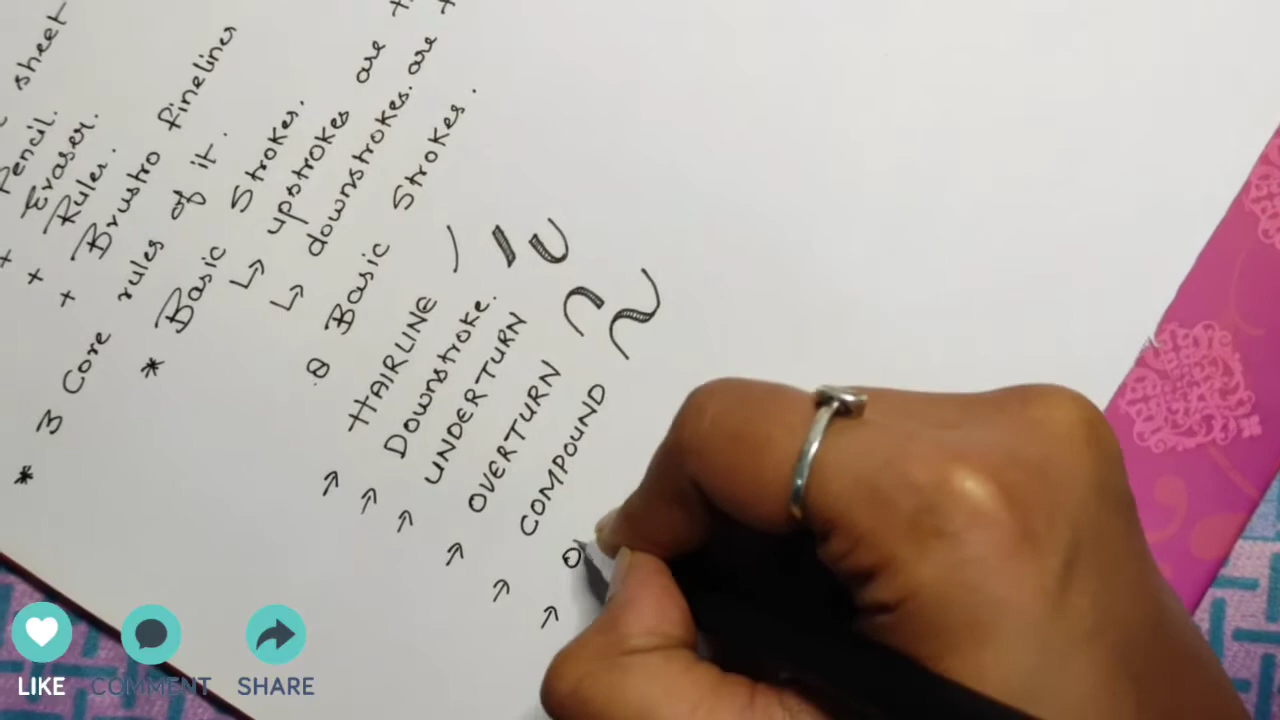 sheet
Pencil.
+ Eraser.
+ Ruler.
+ Brustro fineliner
* 3 Core rules of it.
* Basic Strokes.
↳ upstrokes are
↳ downstrokes. are
.8 Basic Strokes.
→ HAIRLINE
→ Downstroke.
→ UNDERTURN
→ OVERTURN
→ COMPOUND
→ O
LIKE COMMENT SHARE